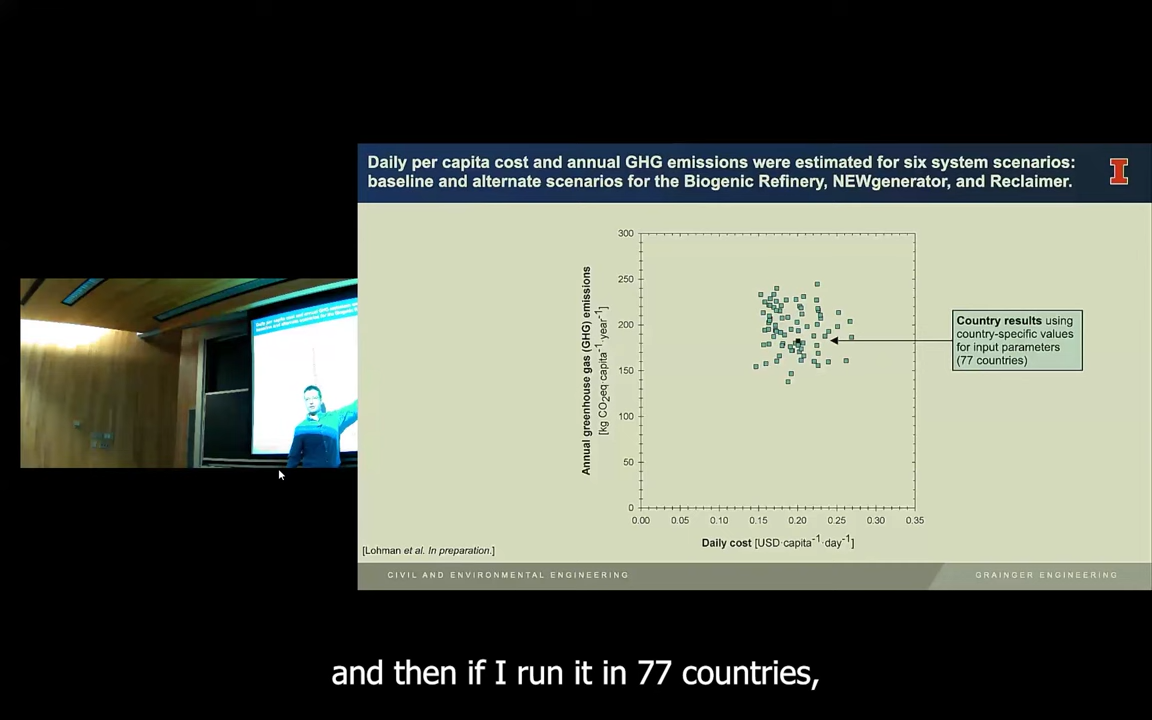 Daily per capita cost and annual GHG emissions were estimated for six system scenarios:
baseline and alternate scenarios for the Biogenic Refinery, NEWgenerator, and Reclaimer.
300
250
200
150
100
50
0
0.00 0.05 0.10 0.15 0.20 0.25 0.30 0.35
Annual greenhouse gas (GHG) emissions
[kg CO₂eq·capita⁻¹·year⁻¹]
Daily cost [USD·capita⁻¹·day⁻¹]
Country results using
country-specific values
for input parameters
(77 countries)
[Lohman et al. In preparation.]
CIVIL AND ENVIRONMENTAL ENGINEERING
GRAINGER ENGINEERING
and then if I run it in 77 countries,